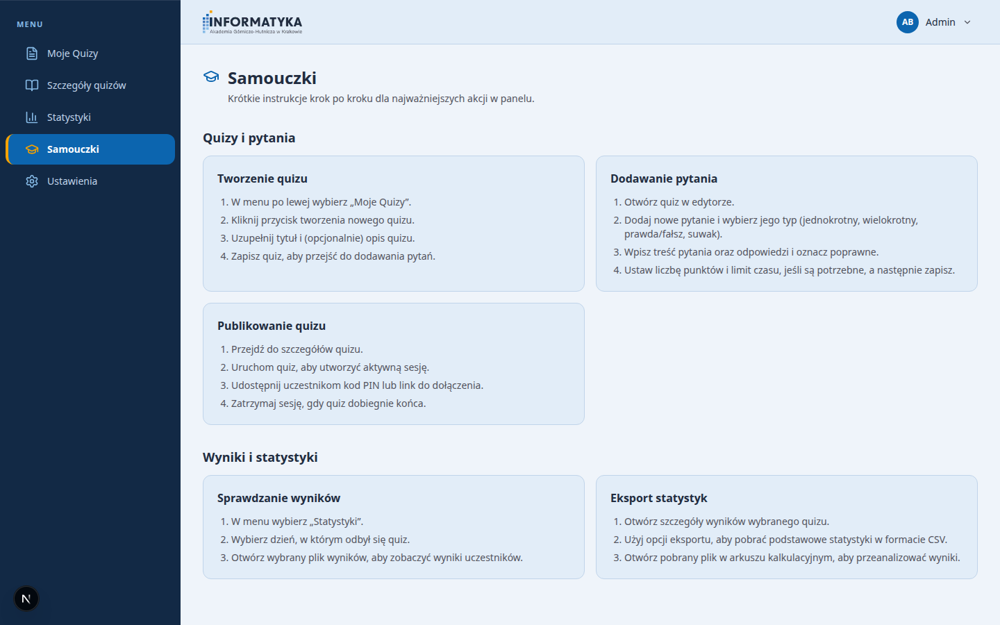 MENU
Moje Quizy
Szczegóły quizów
Statystyki
Samouczki
Ustawienia
N
INFORMATYKA
Akademia Górniczo-Hutnicza w Krakowie
AB Admin
Samouczki
Krótkie instrukcje krok po kroku dla najważniejszych akcji w panelu.
Quizy i pytania
Tworzenie quizu
1. W menu po lewej wybierz „Moje Quizy”.
2. Kliknij przycisk tworzenia nowego quizu.
3. Uzupełnij tytuł i (opcjonalnie) opis quizu.
4. Zapisz quiz, aby przejść do dodawania pytań.
Dodawanie pytania
1. Otwórz quiz w edytorze.
2. Dodaj nowe pytanie i wybierz jego typ (jednokrotny, wielokrotny,
prawda/fałsz, suwak).
3. Wpisz treść pytania oraz odpowiedzi i oznacz poprawne.
4. Ustaw liczbę punktów i limit czasu, jeśli są potrzebne, a następnie zapisz.
Publikowanie quizu
1. Przejdź do szczegółów quizu.
2. Uruchom quiz, aby utworzyć aktywną sesję.
3. Udostępnij uczestnikom kod PIN lub link do dołączenia.
4. Zatrzymaj sesję, gdy quiz dobiegnie końca.
Wyniki i statystyki
Sprawdzanie wyników
1. W menu wybierz „Statystyki”.
2. Wybierz dzień, w którym odbył się quiz.
3. Otwórz wybrany plik wyników, aby zobaczyć wyniki uczestników.
Eksport statystyk
1. Otwórz szczegóły wyników wybranego quizu.
2. Użyj opcji eksportu, aby pobrać podstawowe statystyki w formacie CSV.
3. Otwórz pobrany plik w arkuszu kalkulacyjnym, aby przeanalizować wyniki.